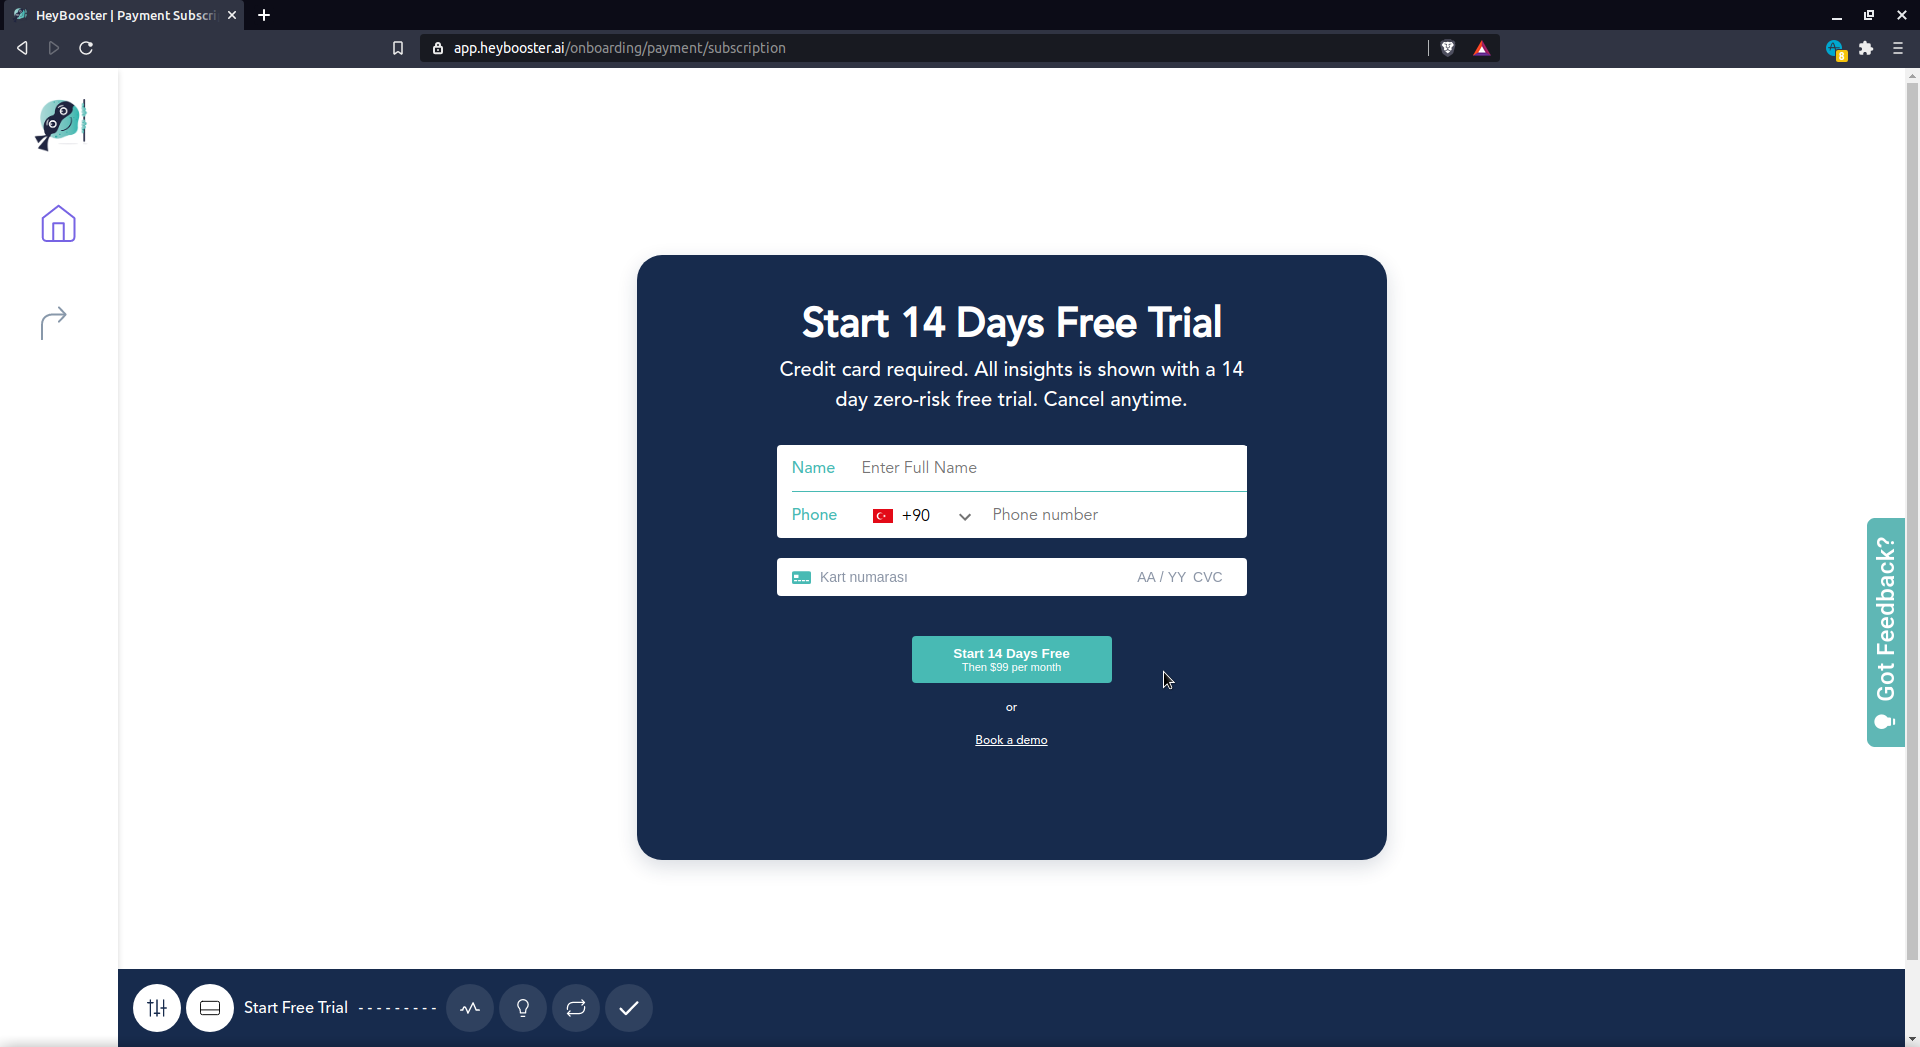 HeyBooster | Payment Subscri
app.heybooster.ai/onboarding/payment/subscription
8
Start 14 Days Free Trial
Credit card required. All insights is shown with a 14
day zero-risk free trial. Cancel anytime.
Name Enter Full Name
Phone +90 Phone number
Kart numarası AA / YY CVC
Start 14 Days Free
Then $99 per month
or
Book a demo
Got Feedback?
Start Free Trial - - - - - - - - -